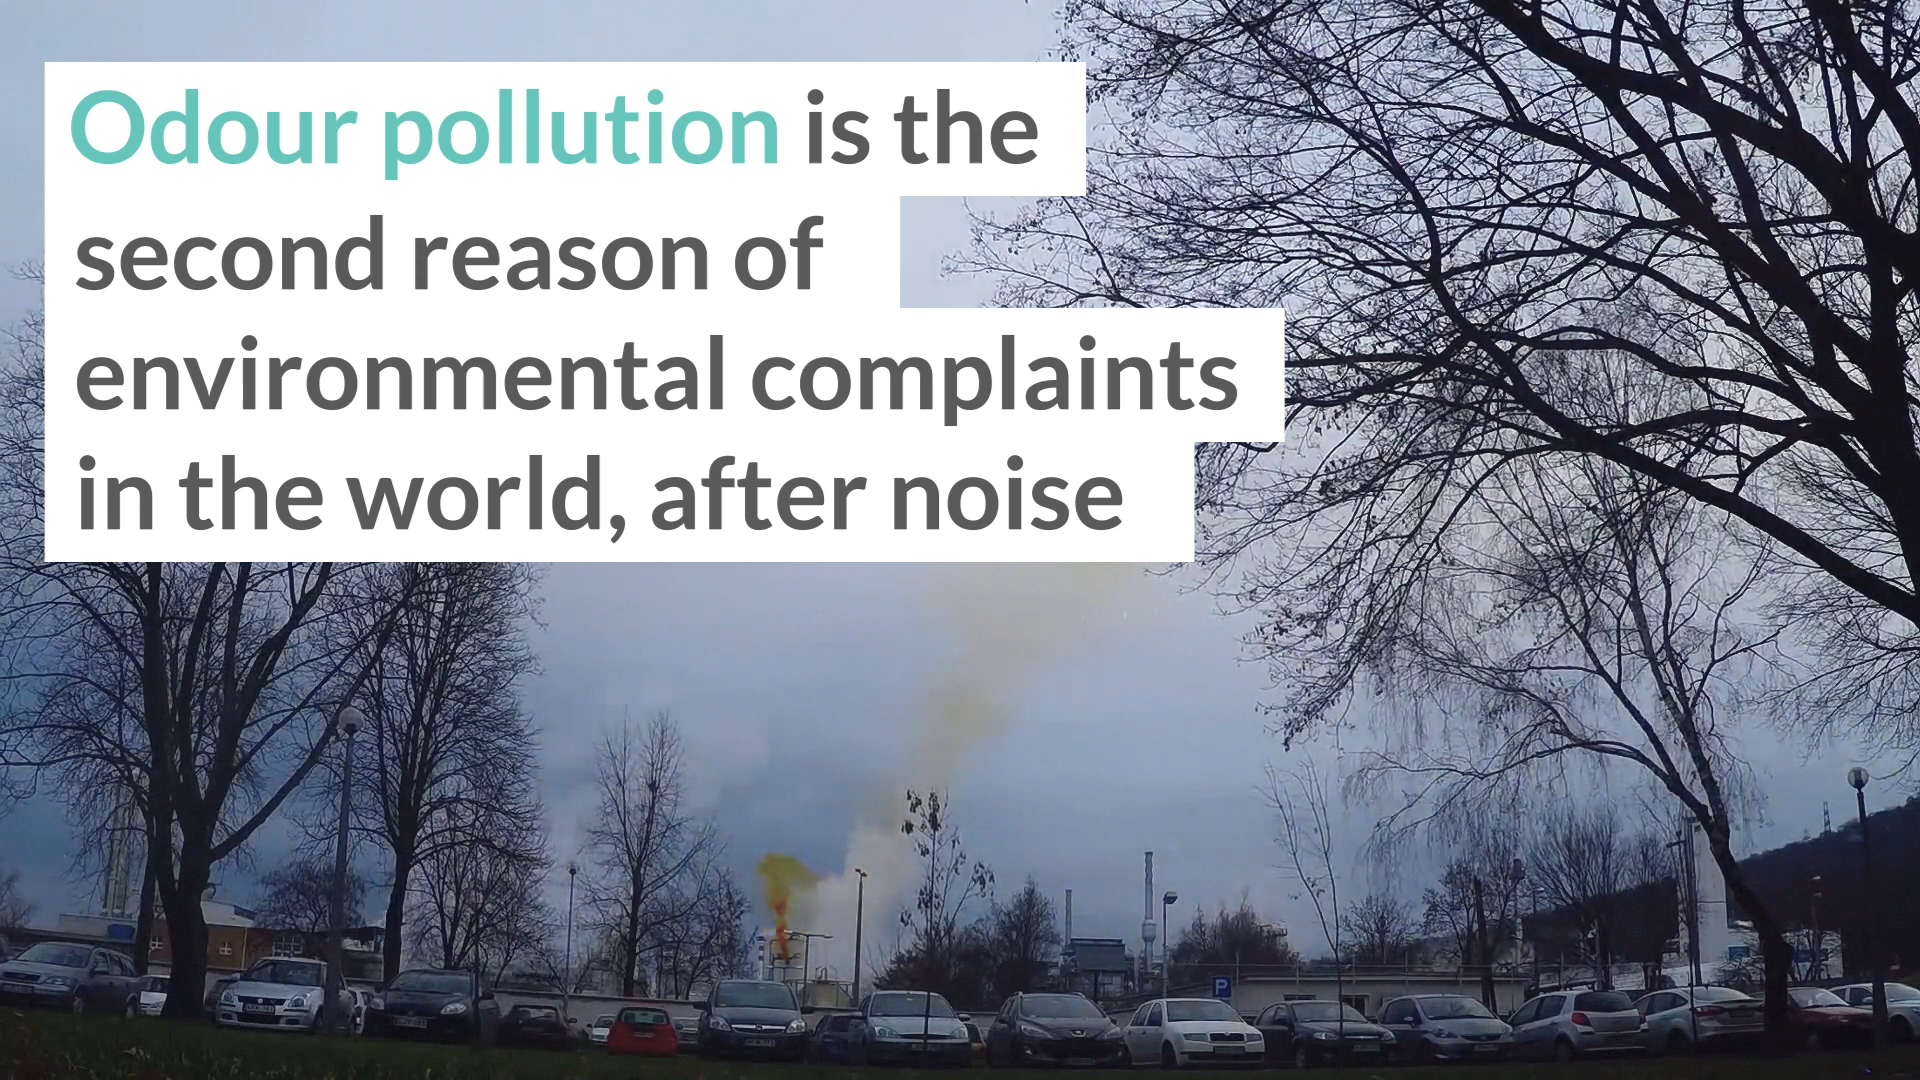 Odour pollution is the
second reason of
environmental complaints
in the world, after noise
P